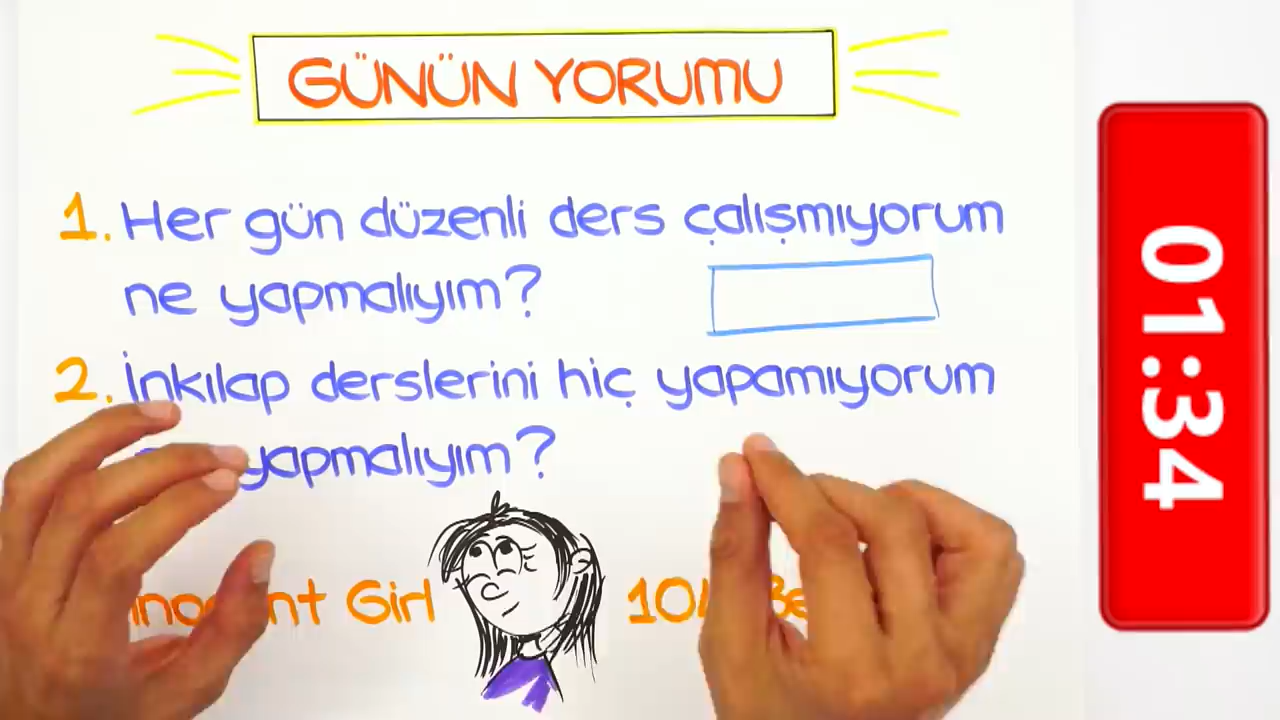 GÜNÜN YORUMU
1. Her gün düzenli ders çalışmıyorum
ne yapmalıyım?
2. İnkılap derslerini hiç yapamıyorum
yapmalıyım?
Girl
01:34